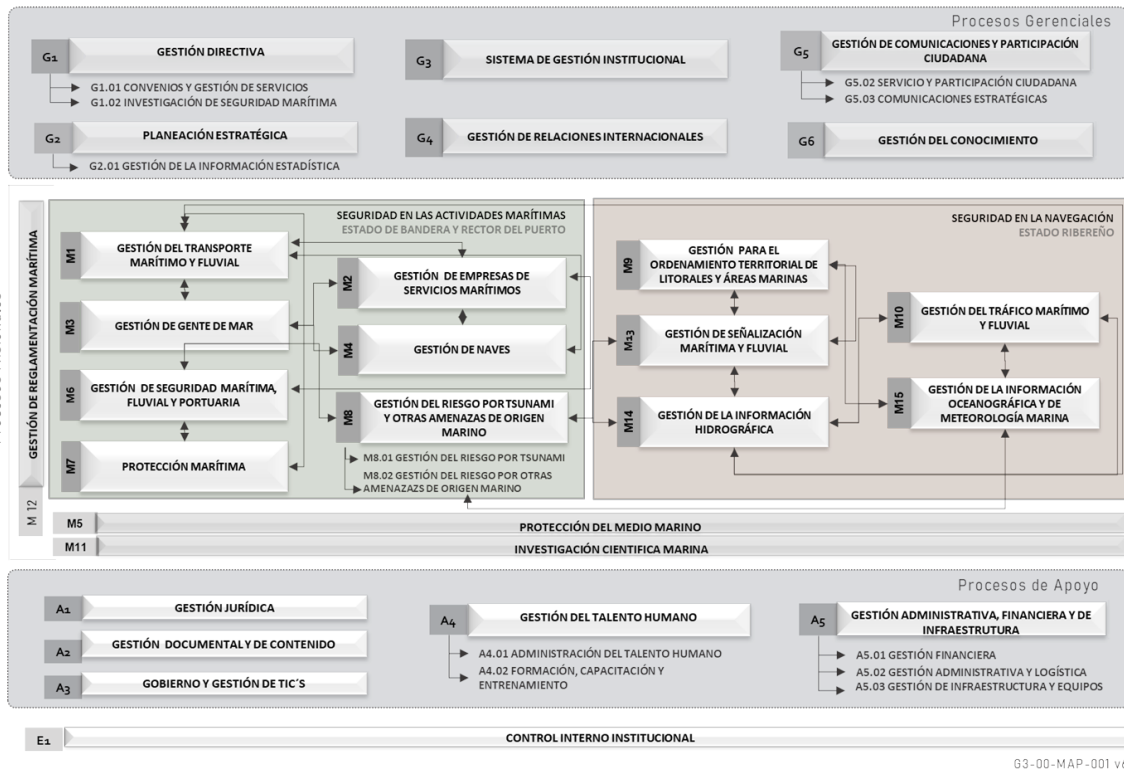 Procesos Gerenciales
G1
GESTIÓN DIRECTIVA
G1.01 CONVENIOS Y GESTIÓN DE SERVICIOS
G1.02 INVESTIGACIÓN DE SEGURIDAD MARÍTIMA
G2
PLANEACIÓN ESTRATÉGICA
G2.01 GESTIÓN DE LA INFORMACIÓN ESTADÍSTICA
G3
SISTEMA DE GESTIÓN INSTITUCIONAL
G4
GESTIÓN DE RELACIONES INTERNACIONALES
G5
GESTIÓN DE COMUNICACIONES Y PARTICIPACIÓN
CIUDADANA
G5.02 SERVICIO Y PARTICIPACIÓN CIUDADANA
G5.03 COMUNICACIONES ESTRATÉGICAS
G6
GESTIÓN DEL CONOCIMIENTO
GESTIÓN DE REGLAMENTACIÓN MARÍTIMA
M 12
SEGURIDAD EN LAS ACTIVIDADES MARÍTIMAS
ESTADO DE BANDERA Y RECTOR DEL PUERTO
M1
GESTIÓN DEL TRANSPORTE
MARÍTIMO Y FLUVIAL
M3
GESTIÓN DE GENTE DE MAR
M6
GESTIÓN DE SEGURIDAD MARÍTIMA,
FLUVIAL Y PORTUARIA
M7
PROTECCIÓN MARÍTIMA
M2
GESTIÓN DE EMPRESAS DE
SERVICIOS MARÍTIMOS
M4
GESTIÓN DE NAVES
M8
GESTIÓN DEL RIESGO POR TSUNAMI
Y OTRAS AMENAZAS DE ORIGEN
MARINO
M8.01 GESTIÓN DEL RIESGO POR TSUNAMI
M8.02 GESTIÓN DEL RIESGO POR OTRAS
AMENAZAZS DE ORIGEN MARINO
SEGURIDAD EN LA NAVEGACIÓN
ESTADO RIBEREÑO
M9
GESTIÓN PARA EL
ORDENAMIENTO TERRITORIAL DE
LITORALES Y ÁREAS MARINAS
M13
GESTIÓN DE SEÑALIZACIÓN
MARÍTIMA Y FLUVIAL
M14
GESTIÓN DE LA INFORMACIÓN
HIDROGRÁFICA
M10
GESTIÓN DEL TRÁFICO MARÍTIMO
Y FLUVIAL
M15
GESTIÓN DE LA INFORMACIÓN
OCEANOGRÁFICA Y DE
METEOROLOGÍA MARINA
M5
PROTECCIÓN DEL MEDIO MARINO
M11
INVESTIGACIÓN CIENTIFICA MARINA
Procesos de Apoyo
A1
GESTIÓN JURÍDICA
A2
GESTIÓN DOCUMENTAL Y DE CONTENIDO
A3
GOBIERNO Y GESTIÓN DE TIC´S
A4
GESTIÓN DEL TALENTO HUMANO
A4.01 ADMINISTRACIÓN DEL TALENTO HUMANO
A4.02 FORMACIÓN, CAPACITACIÓN Y
ENTRENAMIENTO
A5
GESTIÓN ADMINISTRATIVA, FINANCIERA Y DE
INFRAESTRUTURA
A5.01 GESTIÓN FINANCIERA
A5.02 GESTIÓN ADMINISTRATIVA Y LOGÍSTICA
A5.03 GESTIÓN DE INFRAESTRUCTURA Y EQUIPOS
E1
CONTROL INTERNO INSTITUCIONAL
G3-00-MAP-001 v6